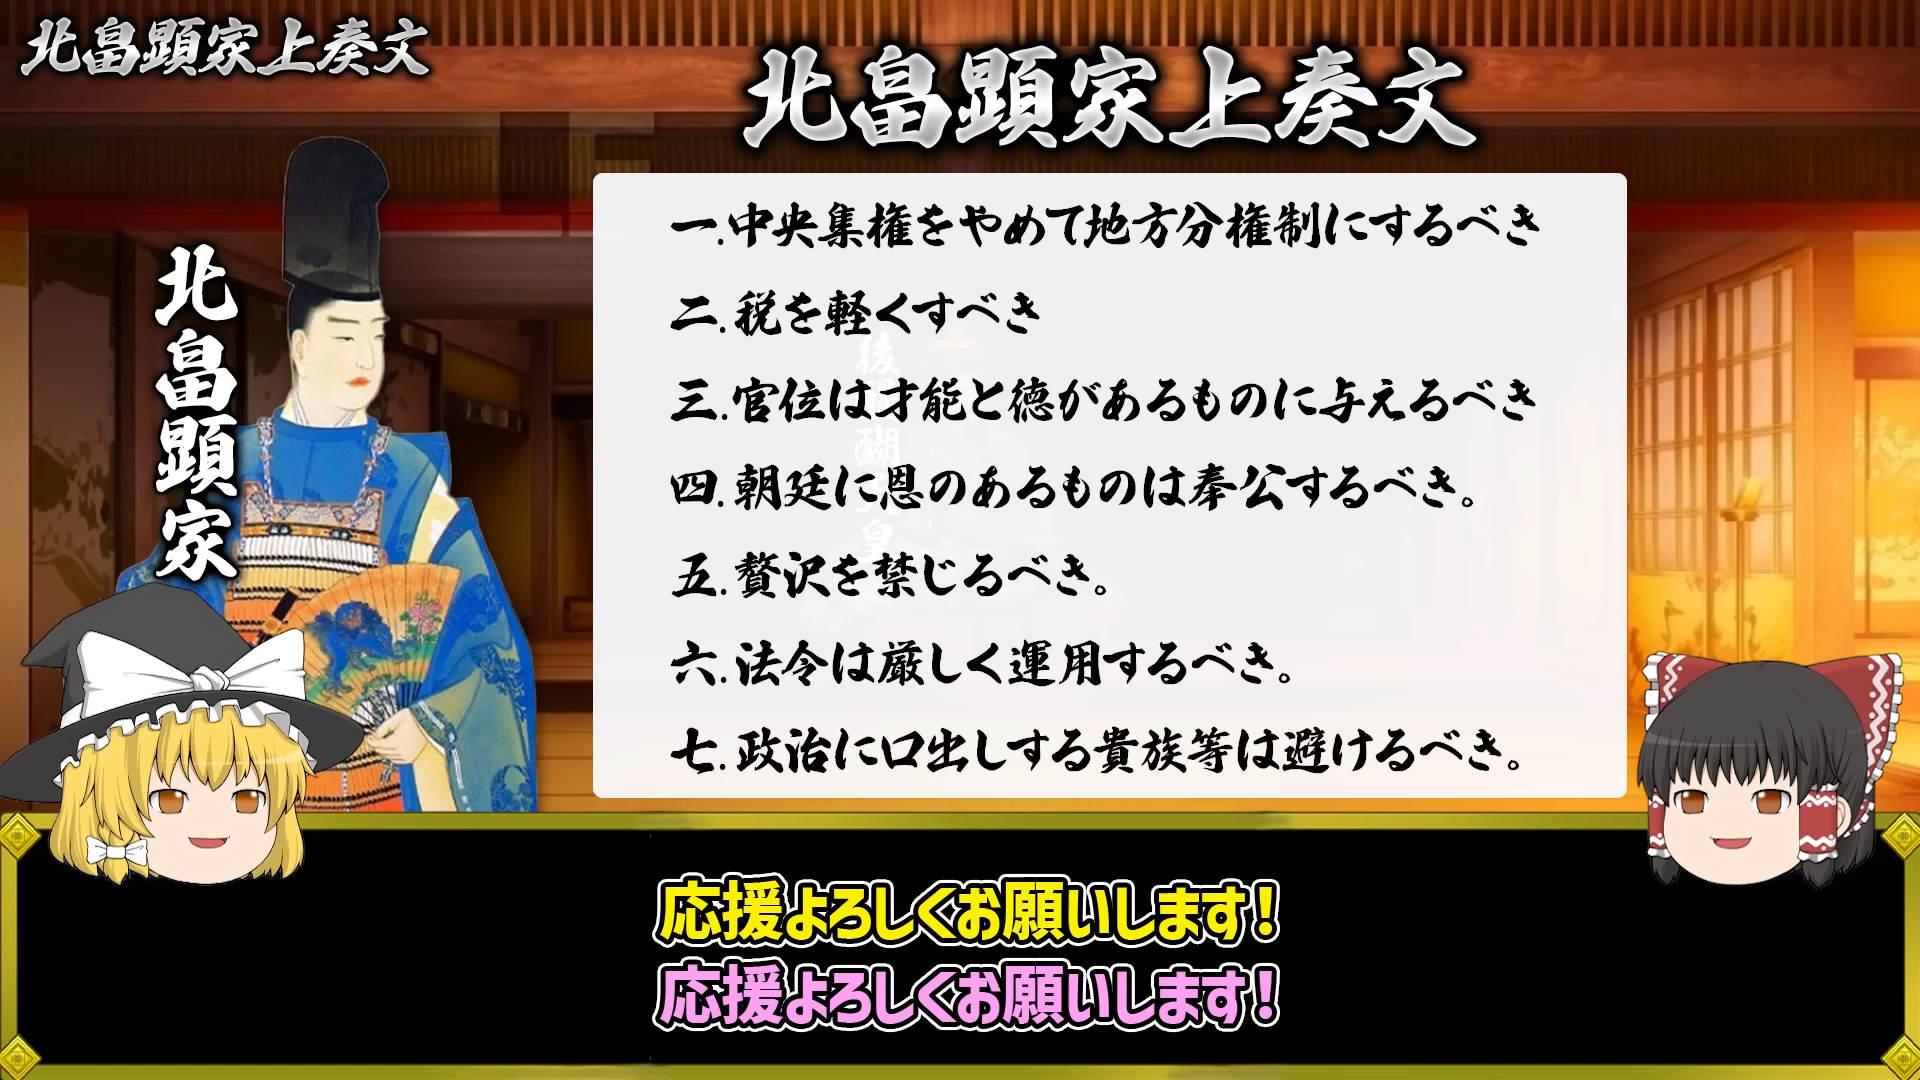 北畠顕家上奏文
北畠顕家上奏文
北畠顕家
一.中央集権をやめて地方分権制にするべき
二.税を軽くすべき
三.官位は才能と徳があるものに与えるべき
四.朝廷に恩のあるものは奉公するべき。
五.贅沢を禁じるべき。
六.法令は厳しく運用するべき。
七.政治に口出しする貴族等は避けるべき。
応援よろしくお願いします!
応援よろしくお願いします!